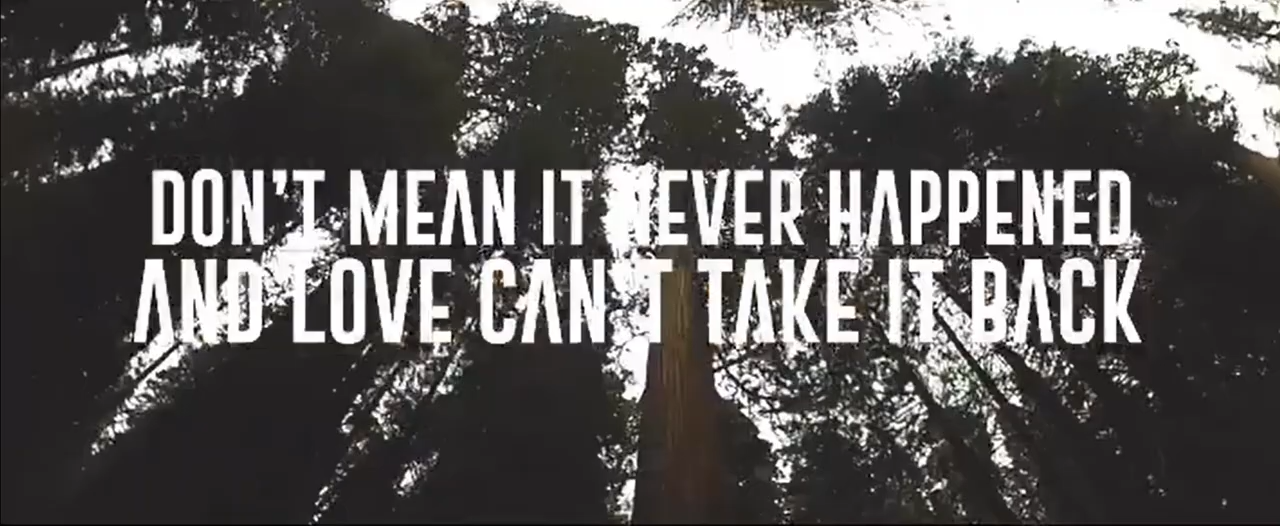 DON'T MEAN IT NEVER HAPPENED
AND LOVE CAN'T TAKE IT BACK